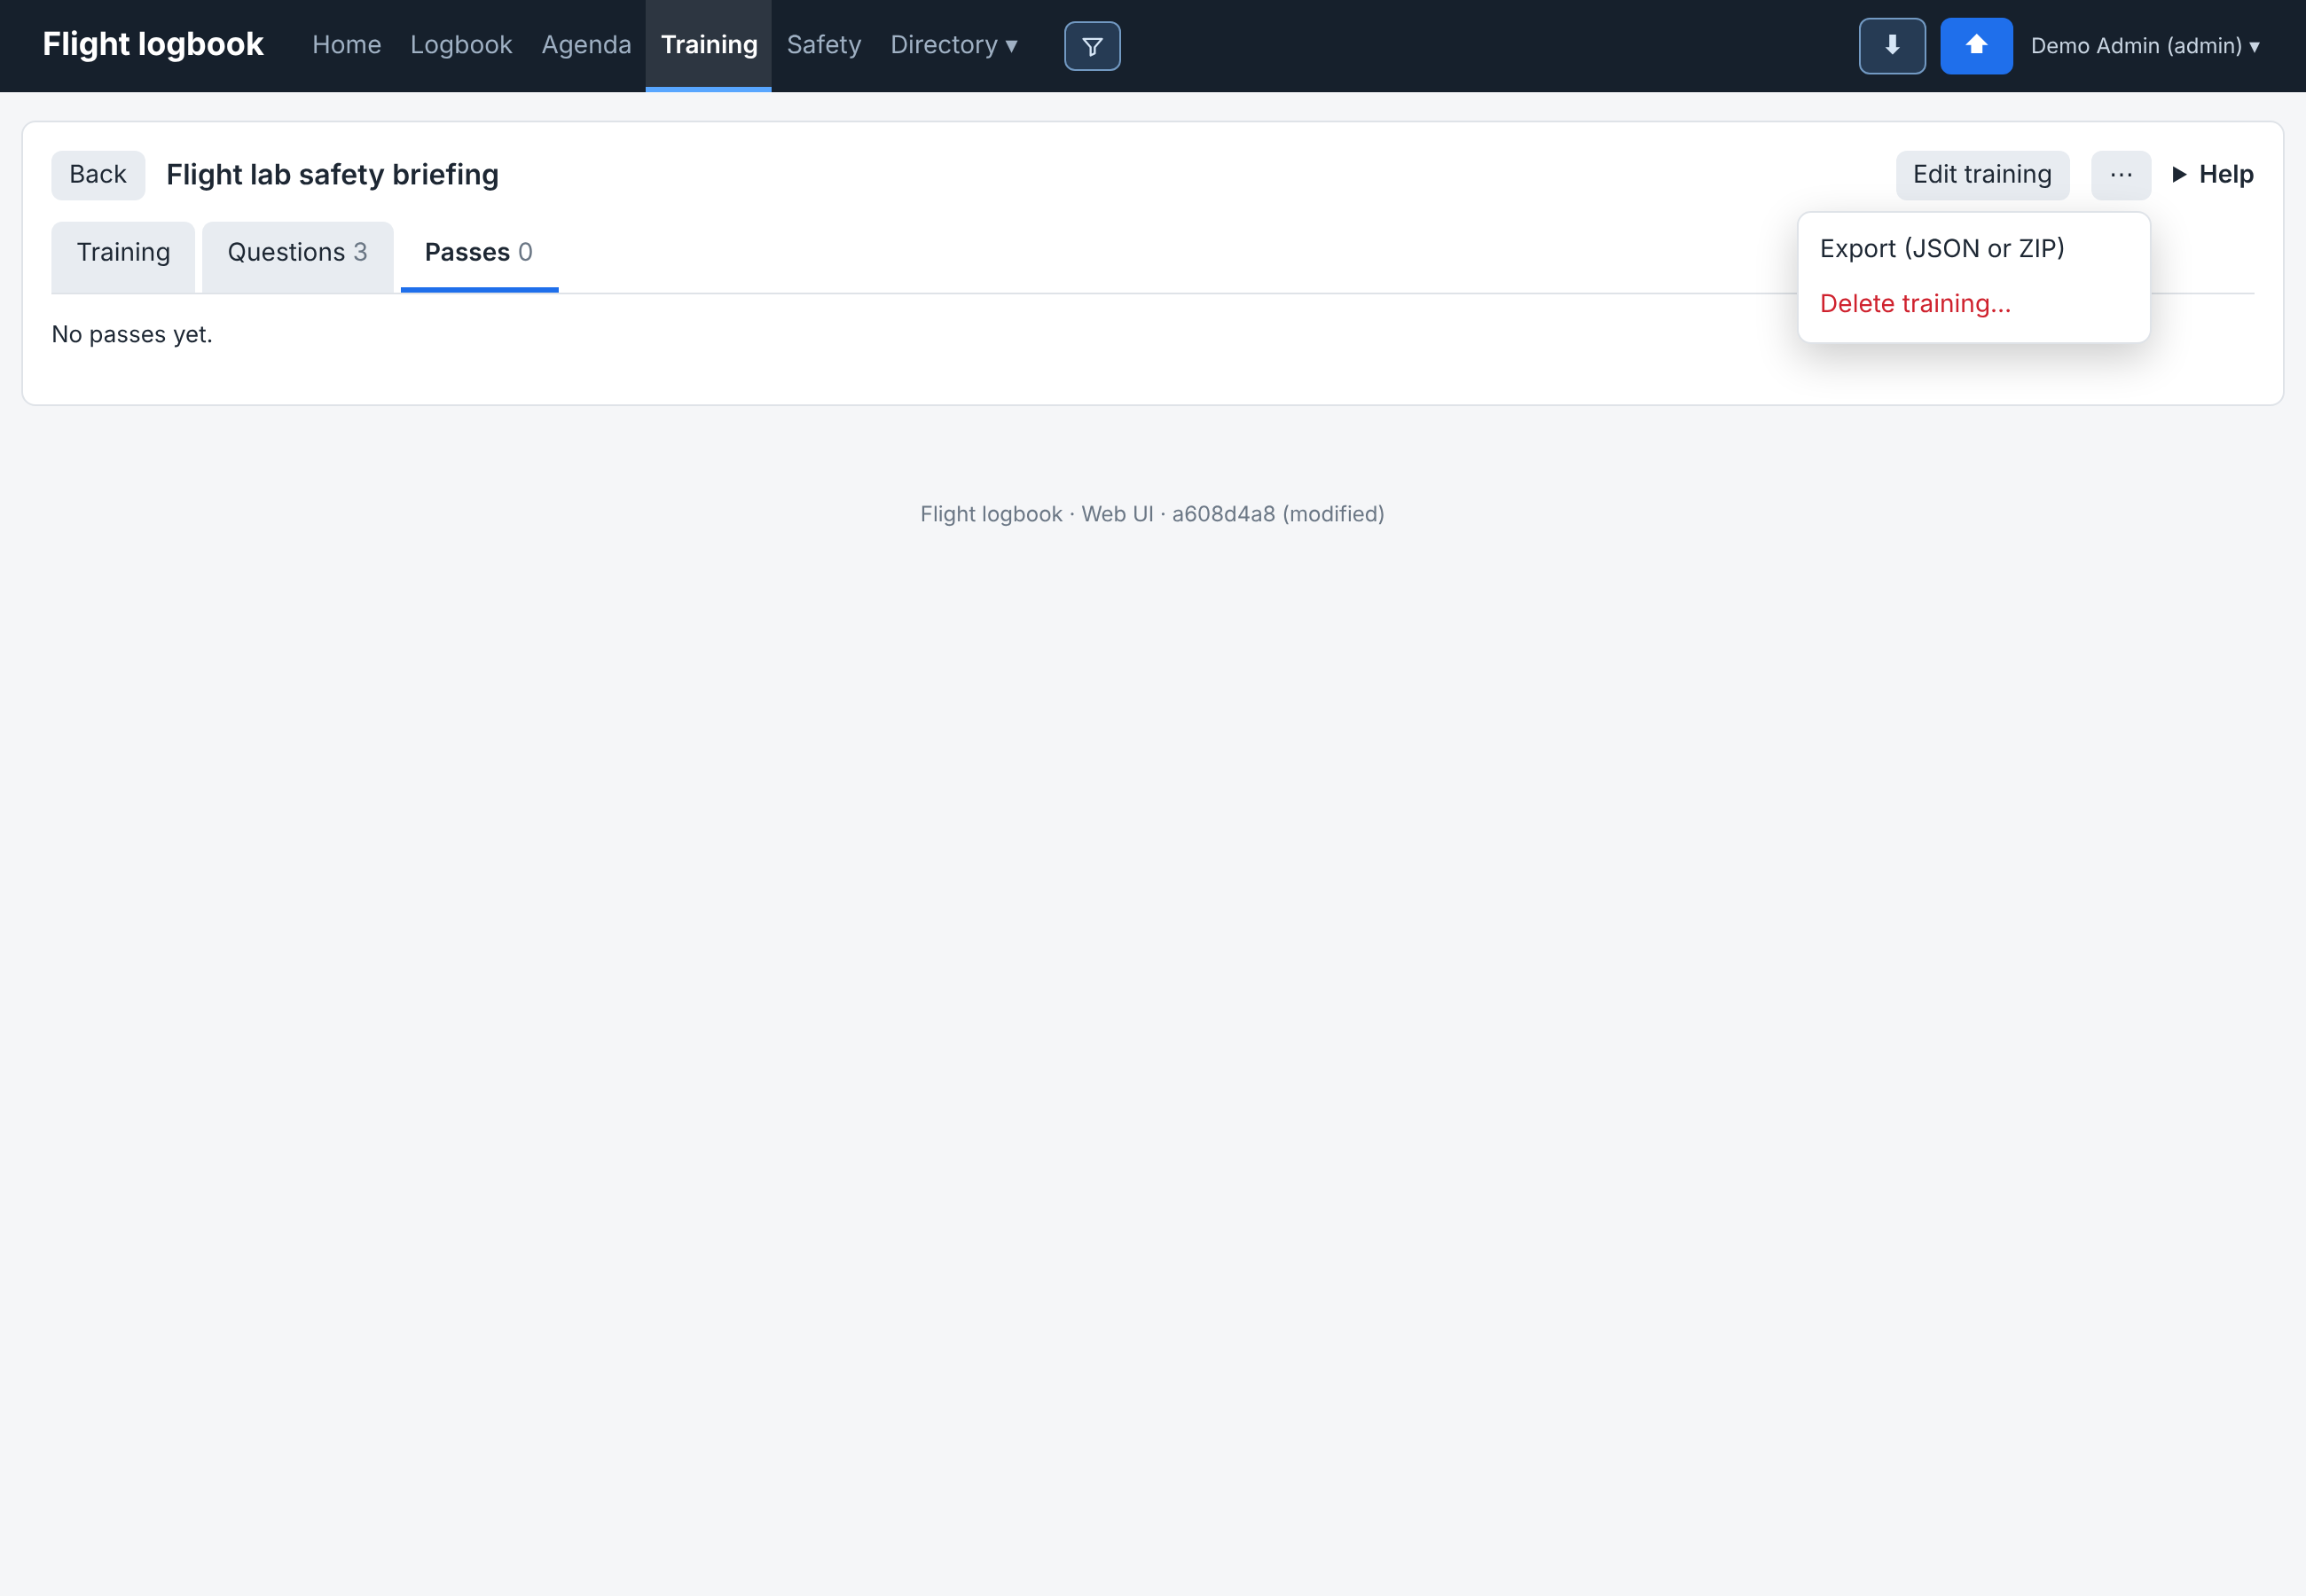 Flight logbook Home Logbook Agenda Training Safety Directory ▾ Demo Admin (admin) ▾
Back Flight lab safety briefing Edit training ··· ▶ Help
Training Questions 3 Passes 0
Export (JSON or ZIP)
Delete training...
No passes yet.
Flight logbook · Web UI · a608d4a8 (modified)